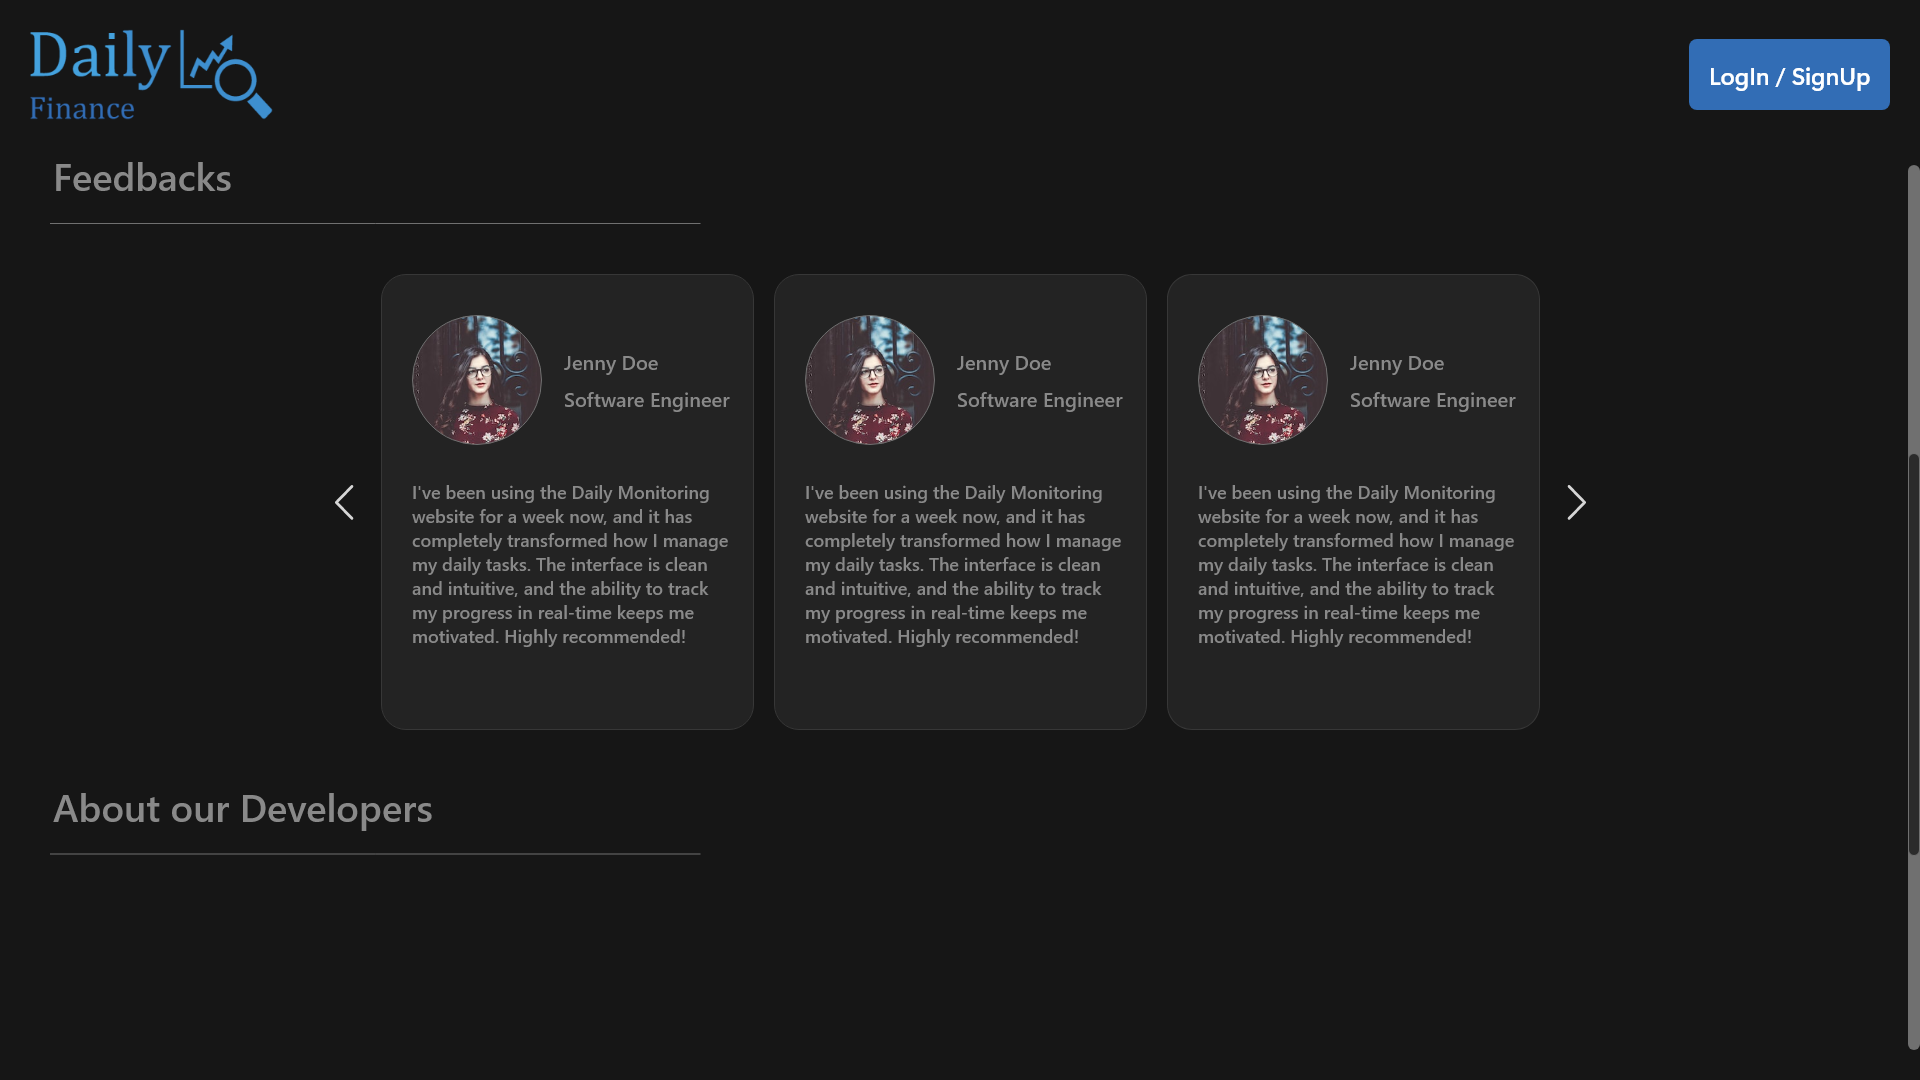 Daily
Finance
LogIn / SignUp
Feedbacks
Jenny Doe
Software Engineer
I've been using the Daily Monitoring
website for a week now, and it has
completely transformed how I manage
my daily tasks. The interface is clean
and intuitive, and the ability to track
my progress in real-time keeps me
motivated. Highly recommended!
Jenny Doe
Software Engineer
I've been using the Daily Monitoring
website for a week now, and it has
completely transformed how I manage
my daily tasks. The interface is clean
and intuitive, and the ability to track
my progress in real-time keeps me
motivated. Highly recommended!
Jenny Doe
Software Engineer
I've been using the Daily Monitoring
website for a week now, and it has
completely transformed how I manage
my daily tasks. The interface is clean
and intuitive, and the ability to track
my progress in real-time keeps me
motivated. Highly recommended!
About our Developers